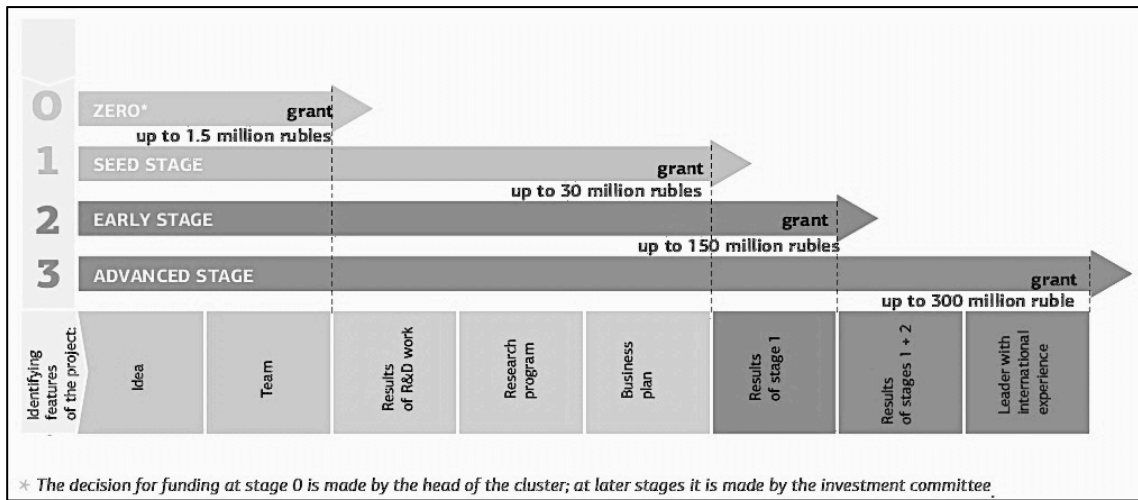 0
ZERO*
grant
up to 1.5 million rubles
1
SEED STAGE
grant
up to 30 million rubles
2
EARLY STAGE
grant
up to 150 million rubles
3
ADVANCED STAGE
grant
up to 300 million ruble
Identifying
features
of the project:
Idea
Team
Results
of R&D work
Research
program
Business
plan
Results
of stage 1
Results
of stages 1 + 2
Leader with
international
experience
* The decision for funding at stage 0 is made by the head of the cluster; at later stages it is made by the investment committee